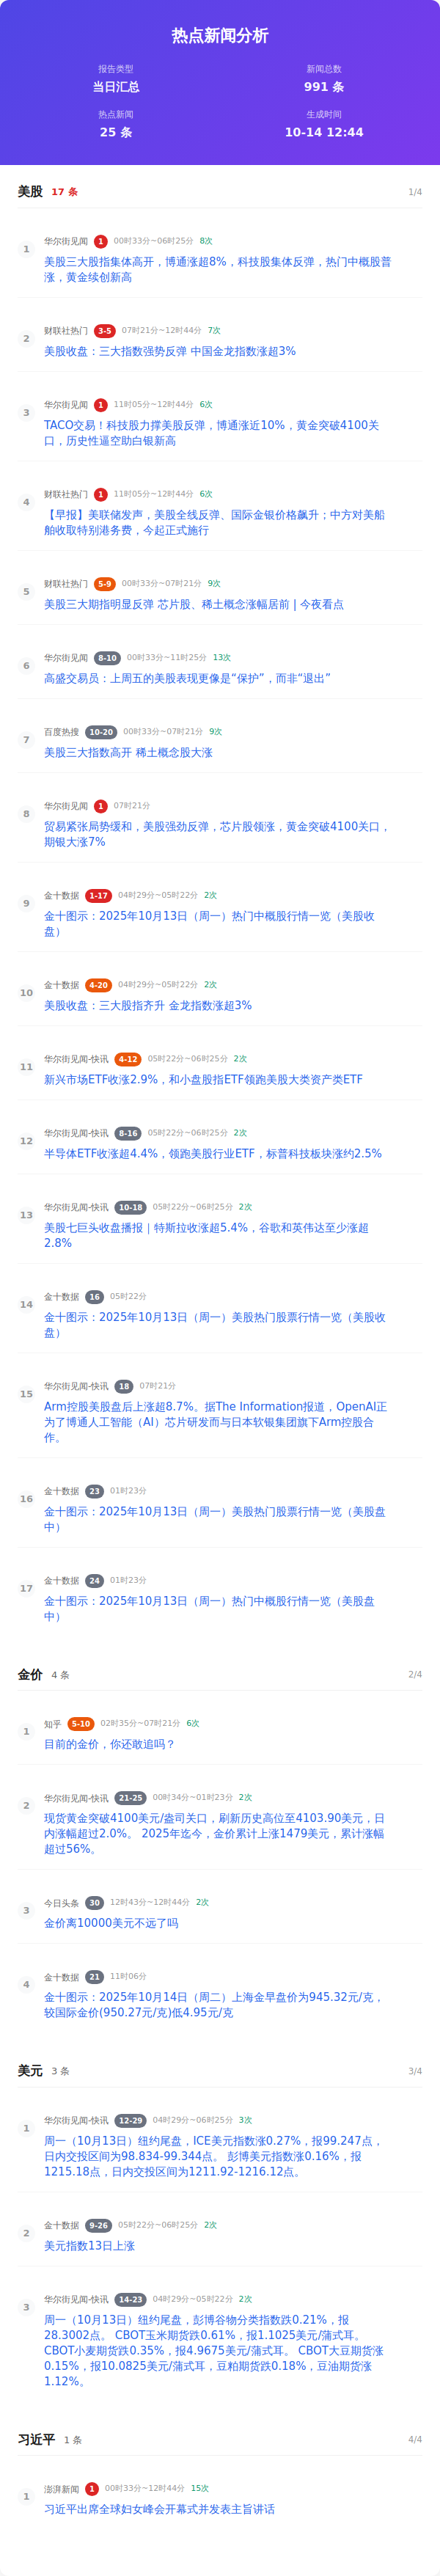 热点新闻分析
报告类型 新闻总数
当日汇总 991 条
热点新闻 生成时间
25 条 10-14 12:44
美股 17 条 1/4
1 华尔街见闻 1 00时33分~06时25分 8次
美股三大股指集体高开，博通涨超8%，科技股集体反弹，热门中概股普
涨，黄金续创新高
2 财联社热门 3-5 07时21分~12时44分 7次
美股收盘：三大指数强势反弹 中国金龙指数涨超3%
3 华尔街见闻 1 11时05分~12时44分 6次
TACO交易！科技股力撑美股反弹，博通涨近10%，黄金突破4100关
口，历史性逼空助白银新高
4 财联社热门 1 11时05分~12时44分 6次
【早报】美联储发声，美股全线反弹、国际金银价格飙升；中方对美船
舶收取特别港务费，今起正式施行
5 财联社热门 5-9 00时33分~07时21分 9次
美股三大期指明显反弹 芯片股、稀土概念涨幅居前 | 今夜看点
6 华尔街见闻 8-10 00时33分~11时25分 13次
高盛交易员：上周五的美股表现更像是“保护”，而非“退出”
7 百度热搜 10-20 00时33分~07时21分 9次
美股三大指数高开 稀土概念股大涨
8 华尔街见闻 1 07时21分
贸易紧张局势缓和，美股强劲反弹，芯片股领涨，黄金突破4100关口，
期银大涨7%
9 金十数据 1-17 04时29分~05时22分 2次
金十图示：2025年10月13日（周一）热门中概股行情一览（美股收
盘）
10 金十数据 4-20 04时29分~05时22分 2次
美股收盘：三大股指齐升 金龙指数涨超3%
11 华尔街见闻-快讯 4-12 05时22分~06时25分 2次
新兴市场ETF收涨2.9%，和小盘股指ETF领跑美股大类资产类ETF
12 华尔街见闻-快讯 8-16 05时22分~06时25分 2次
半导体ETF收涨超4.4%，领跑美股行业ETF，标普科技板块涨约2.5%
13 华尔街见闻-快讯 10-18 05时22分~06时25分 2次
美股七巨头收盘播报｜特斯拉收涨超5.4%，谷歌和英伟达至少涨超
2.8%
14 金十数据 16 05时22分
金十图示：2025年10月13日（周一）美股热门股票行情一览（美股收
盘）
15 华尔街见闻-快讯 18 07时21分
Arm控股美股盘后上涨超8.7%。据The Information报道，OpenAI正
为了博通人工智能（AI）芯片研发而与日本软银集团旗下Arm控股合
作。
16 金十数据 23 01时23分
金十图示：2025年10月13日（周一）美股热门股票行情一览（美股盘
中）
17 金十数据 24 01时23分
金十图示：2025年10月13日（周一）热门中概股行情一览（美股盘
中）
金价 4 条 2/4
1 知乎 5-10 02时35分~07时21分 6次
目前的金价，你还敢追吗？
2 华尔街见闻-快讯 21-25 00时34分~01时23分 2次
现货黄金突破4100美元/盎司关口，刷新历史高位至4103.90美元，日
内涨幅超过2.0%。 2025年迄今，金价累计上涨1479美元，累计涨幅
超过56%。
3 今日头条 30 12时43分~12时44分 2次
金价离10000美元不远了吗
4 金十数据 21 11时06分
金十图示：2025年10月14日（周二）上海金早盘价为945.32元/克，
较国际金价(950.27元/克)低4.95元/克
美元 3 条 3/4
1 华尔街见闻-快讯 12-29 04时29分~06时25分 3次
周一（10月13日）纽约尾盘，ICE美元指数涨0.27%，报99.247点，
日内交投区间为98.834-99.344点。 彭博美元指数涨0.16%，报
1215.18点，日内交投区间为1211.92-1216.12点。
2 金十数据 9-26 05时22分~06时25分 2次
美元指数13日上涨
3 华尔街见闻-快讯 14-23 04时29分~05时22分 2次
周一（10月13日）纽约尾盘，彭博谷物分类指数跌0.21%，报
28.3002点。 CBOT玉米期货跌0.61%，报1.1025美元/蒲式耳。
CBOT小麦期货跌0.35%，报4.9675美元/蒲式耳。 CBOT大豆期货涨
0.15%，报10.0825美元/蒲式耳，豆粕期货跌0.18%，豆油期货涨
1.12%。
习近平 1 条 4/4
1 澎湃新闻 1 00时33分~12时44分 15次
习近平出席全球妇女峰会开幕式并发表主旨讲话